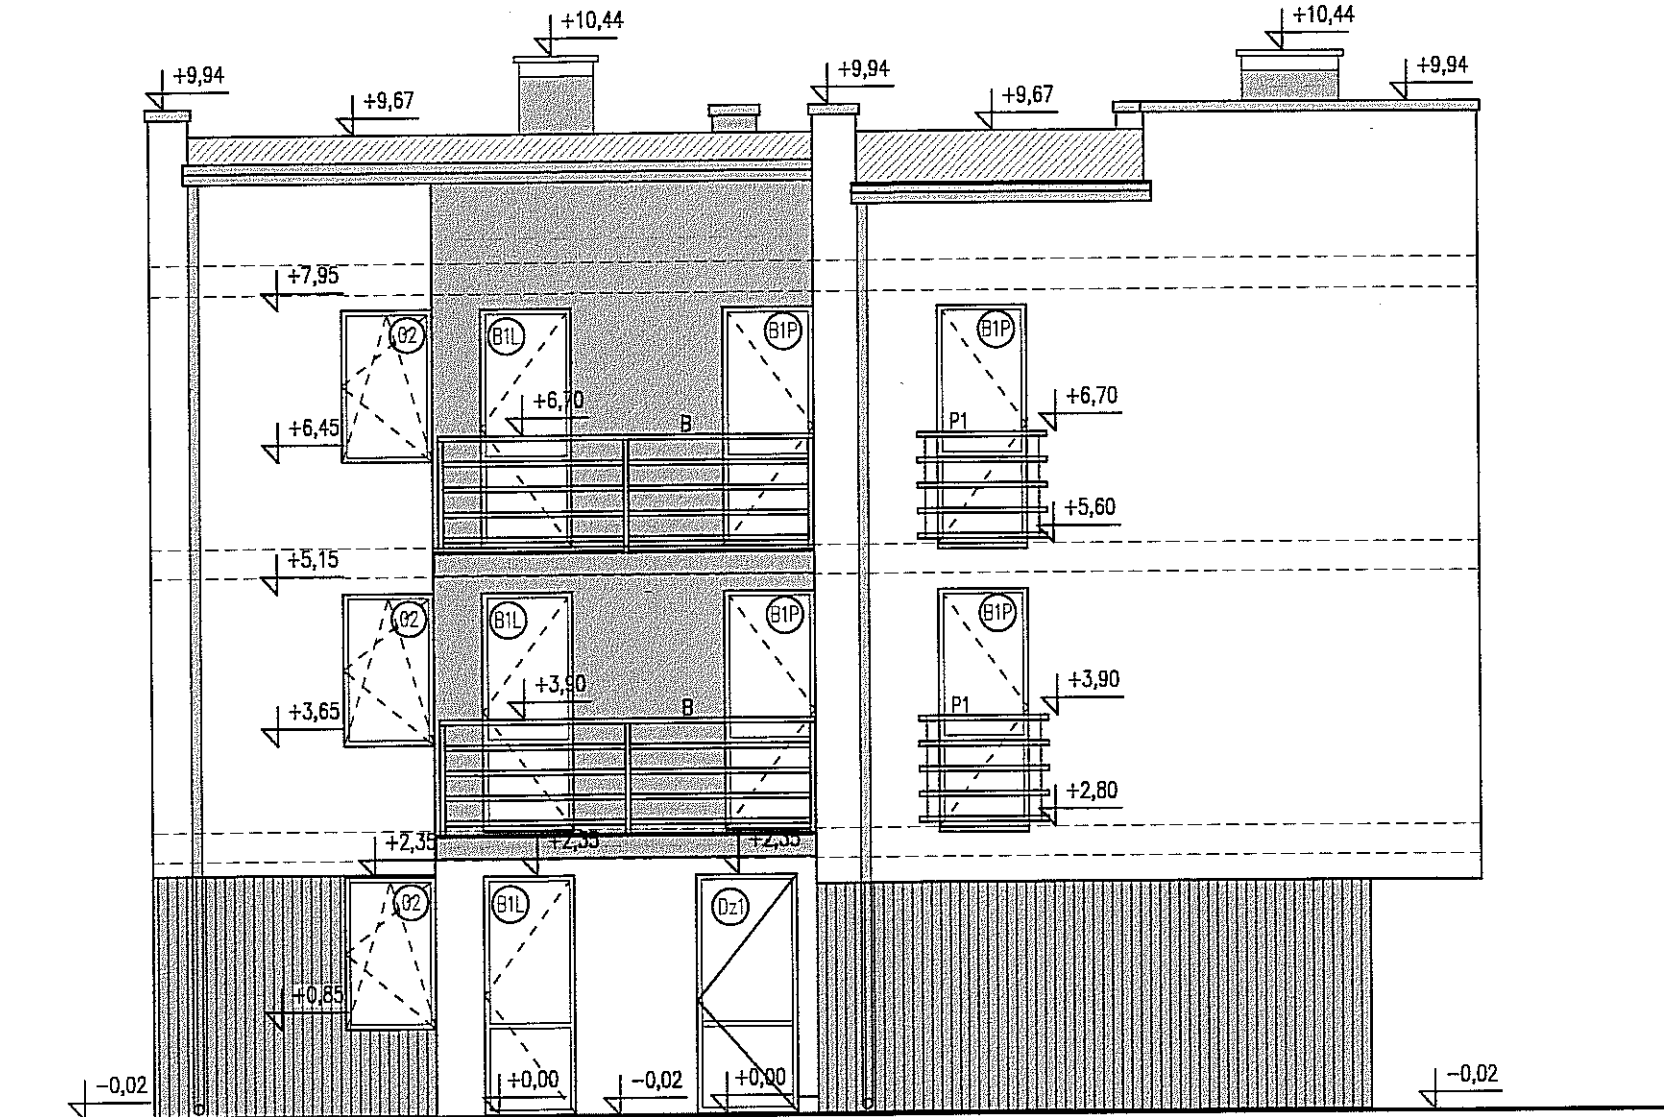 +10,44
+10,44
+9,94
+9,94
+9,94
+9,67
+9,67
+7,95
O2
B1L
B1P
B1P
+6,70
+6,70
B
P1
+6,45
+5,60
+5,15
O2
B1L
B1P
B1P
+3,90
+3,90
B
P1
+3,65
+2,80
+2,35
+2,35
+2,35
O2
B1L
Dz1
+0,85
-0,02
+0,00
-0,02
+0,00
-0,02